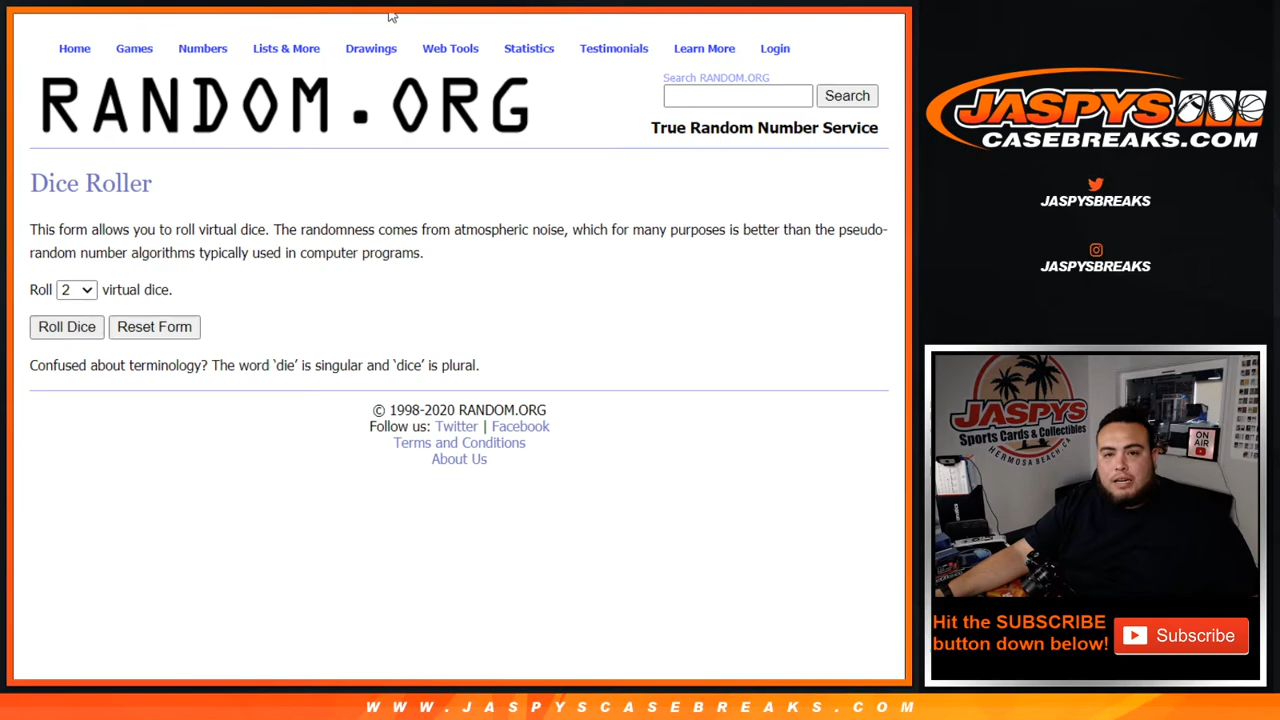 Home Games Numbers Lists & More Drawings Web Tools Statistics Testimonials Learn More Login
RANDOM.ORG
Search RANDOM.ORG
Search
True Random Number Service
Dice Roller
This form allows you to roll virtual dice. The randomness comes from atmospheric noise, which for many purposes is better than the pseudo-
random number algorithms typically used in computer programs.
Roll 2 virtual dice.
Roll Dice Reset Form
Confused about terminology? The word ‘die’ is singular and ‘dice’ is plural.
© 1998-2020 RANDOM.ORG
Follow us: Twitter | Facebook
Terms and Conditions
About Us
JASPYS
CASEBREAKS.COM
JASPYSBREAKS
JASPYSBREAKS
JASPYS
Sports Cards & Collectibles
HERMOSA BEACH, CA
ON
AIR
Hit the SUBSCRIBE
button down below!
Subscribe
WWW.JASPYSCASEBREAKS.COM